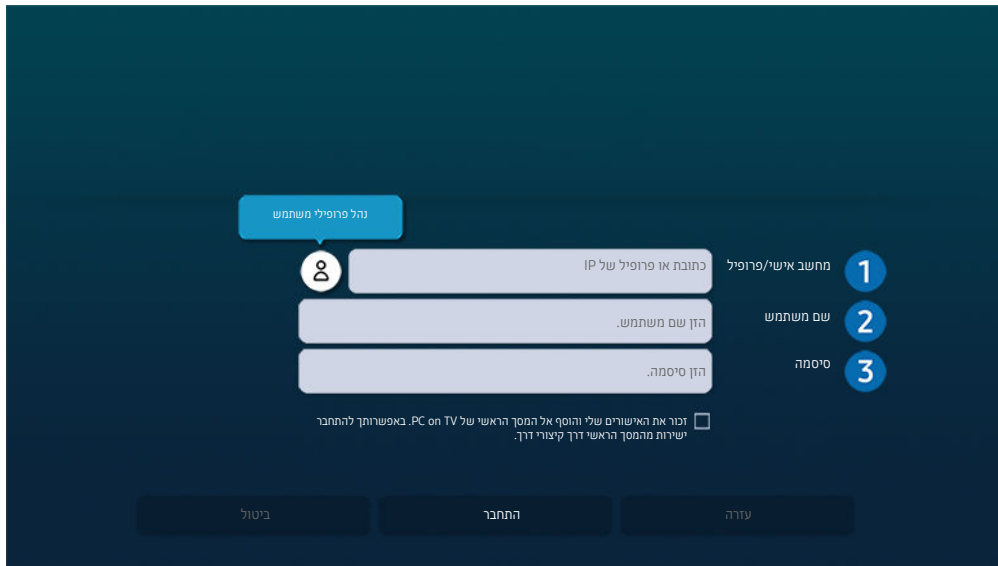 נהל פרופילי משתמש
1 מחשב אישי/פרופיל כתובת או פרופיל של IP
2 שם משתמש הזן שם משתמש.
3 סיסמה הזן סיסמה.
זכור את האישורים שלי והוסף אל המסך הראשי של PC on TV. באפשרותך להתחבר
ישירות מהמסך הראשי דרך קיצורי דרך.
עזרה התחבר ביטול